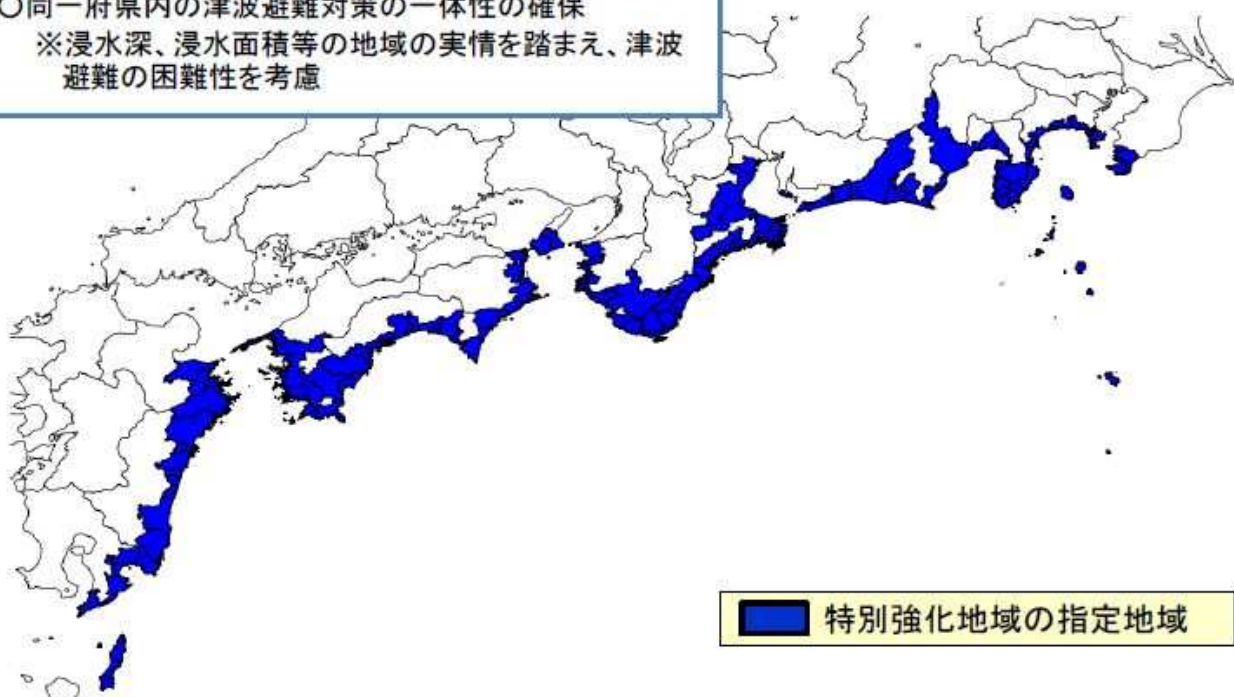 〇同一府県内の津波避難対策の一体性の確保
※浸水深、浸水面積等の地域の実情を踏まえ、津波
避難の困難性を考慮
特別強化地域の指定地域